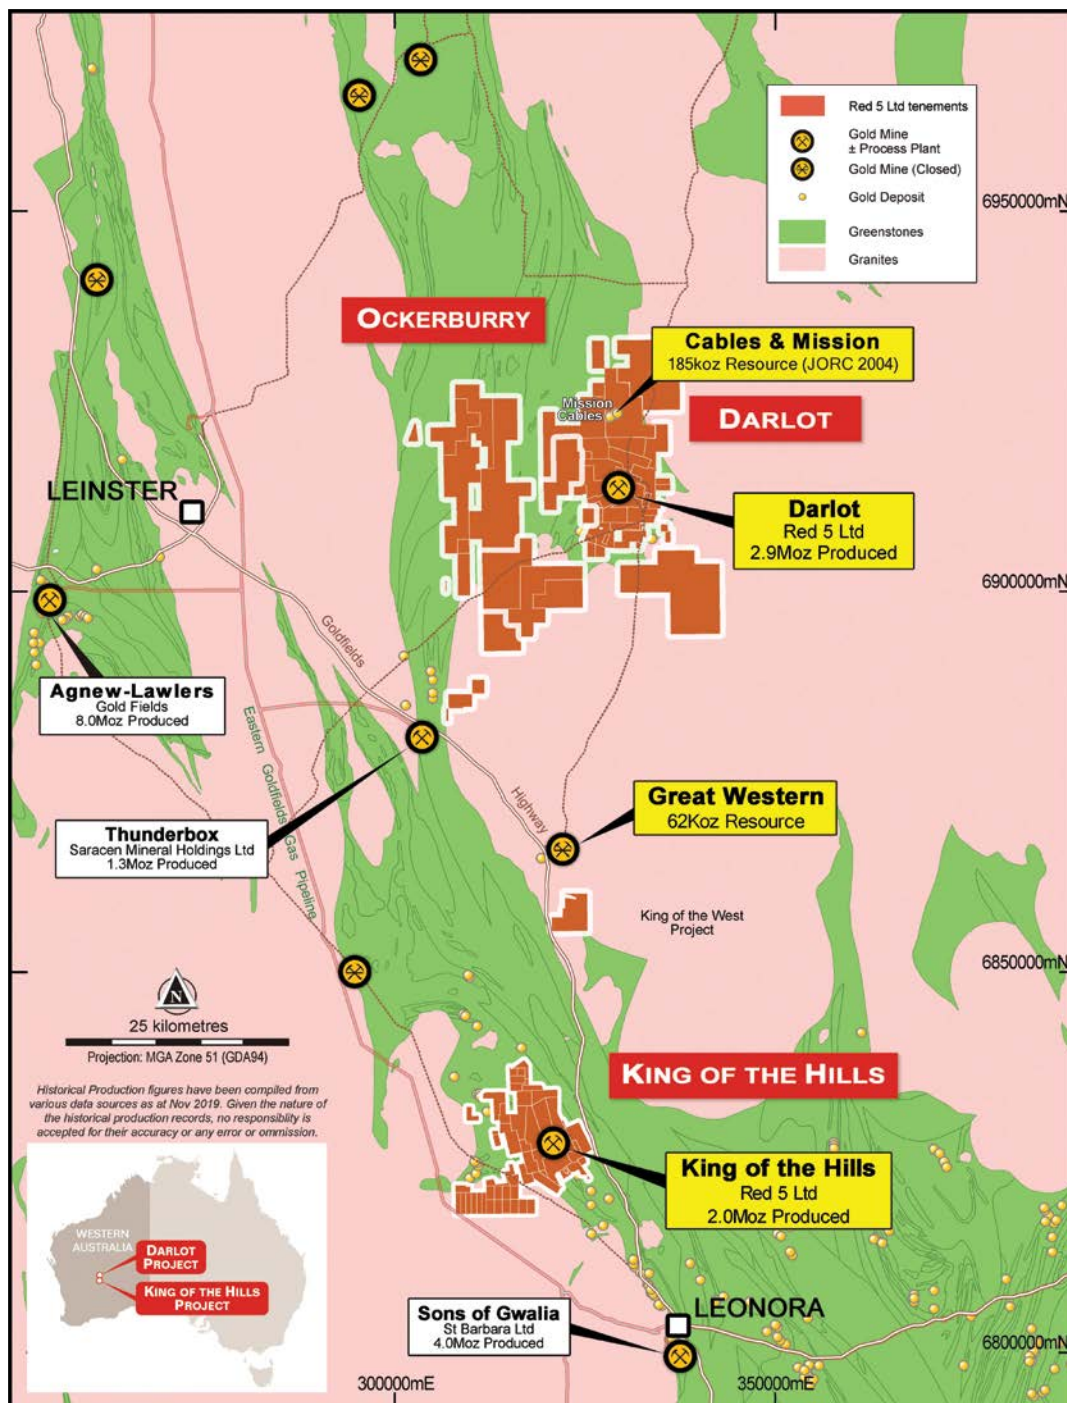 Red 5 Ltd tenements
Gold Mine
± Process Plant
Gold Mine (Closed)
Gold Deposit
Greenstones
Granites
6950000mN
OCKERBURRY
Cables & Mission
185koz Resource (JORC 2004)
Mission
Cables
DARLOT
LEINSTER
Darlot
Red 5 Ltd
2.9Moz Produced
6900000mN
Goldfields
Highway
Agnew-Lawlers
Gold Fields
8.0Moz Produced
Eastern Goldfields Gas Pipeline
Great Western
62Koz Resource
Thunderbox
Saracen Mineral Holdings Ltd
1.3Moz Produced
King of the West
Project
6850000mN
N
25 kilometres
Projection: MGA Zone 51 (GDA94)
KING OF THE HILLS
Historical Production figures have been compiled from
various data sources as at Nov 2019. Given the nature of
the historical production records, no responsiblity is
accepted for their accuracy or any error or ommission.
King of the Hills
Red 5 Ltd
2.0Moz Produced
WESTERN
AUSTRALIA
DARLOT
PROJECT
KING OF THE HILLS
PROJECT
Sons of Gwalia
St Barbara Ltd
4.0Moz Produced
LEONORA
6800000mN
300000mE
350000mE